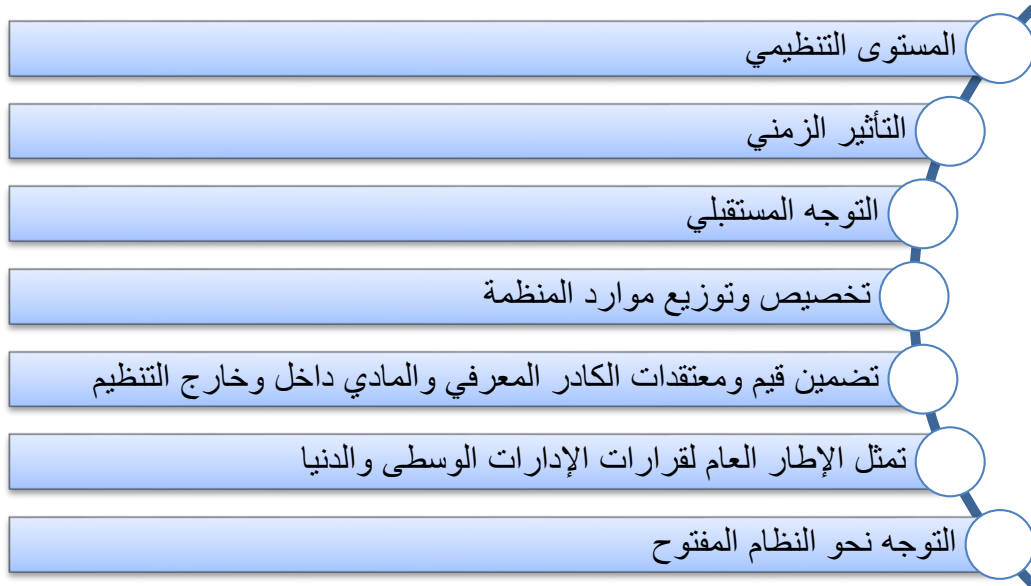 المستوى التنظيمي
التأثير الزمني
التوجه المستقبلي
تخصيص وتوزيع موارد المنظمة
تضمين قيم ومعتقدات الكادر المعرفي والمادي داخل وخارج التنظيم
تمثل الإطار العام لقرارات الإدارات الوسطى والدنيا
التوجه نحو النظام المفتوح